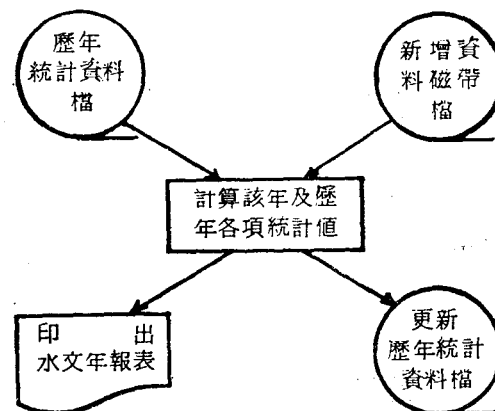 歷年
統計資料
檔
新增資
料磁帶
檔
計算該年及歷
年各項統計值
印出
水文年報表
更新
歷年統計
資料檔